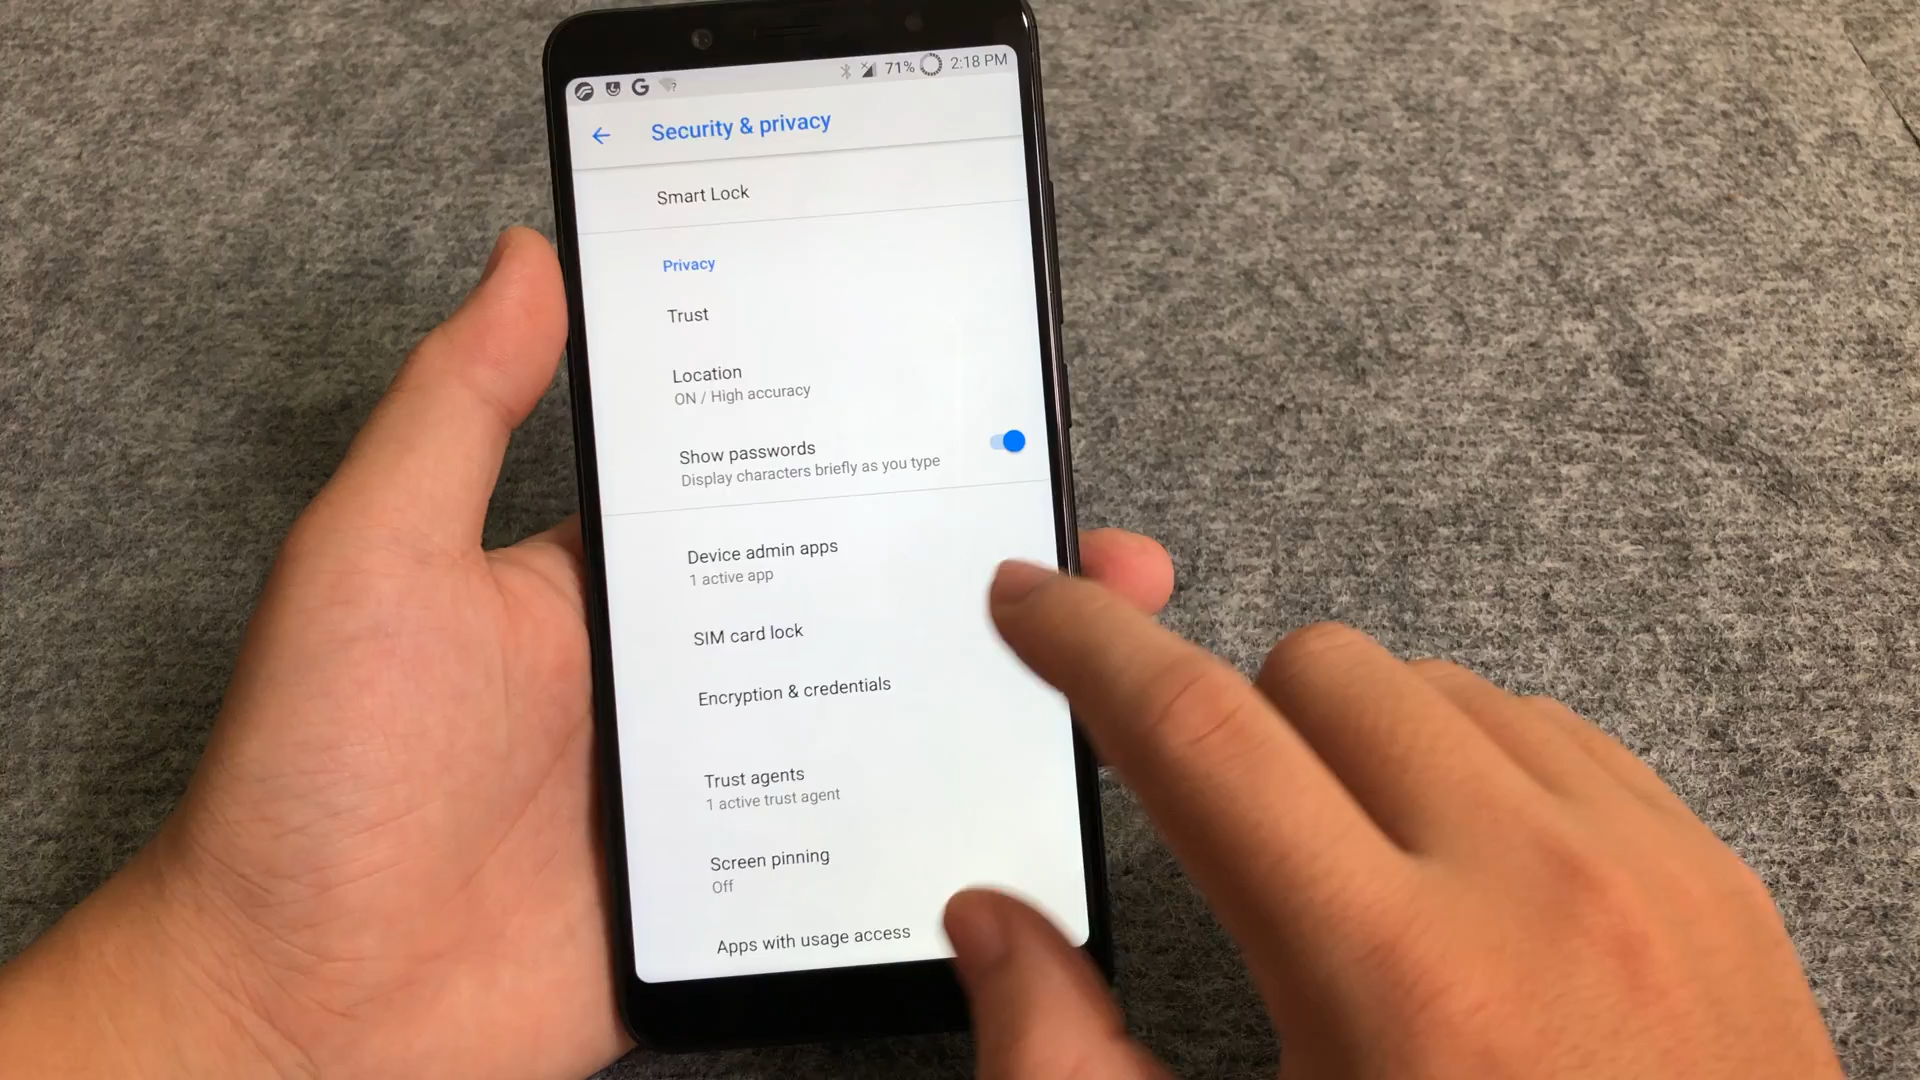 71% 2:18 PM
Security & privacy
Smart Lock
Privacy
Trust
Location
ON / High accuracy
Show passwords
Display characters briefly as you type
Device admin apps
1 active app
SIM card lock
Encryption & credentials
Trust agents
1 active trust agent
Screen pinning
Off
Apps with usage access